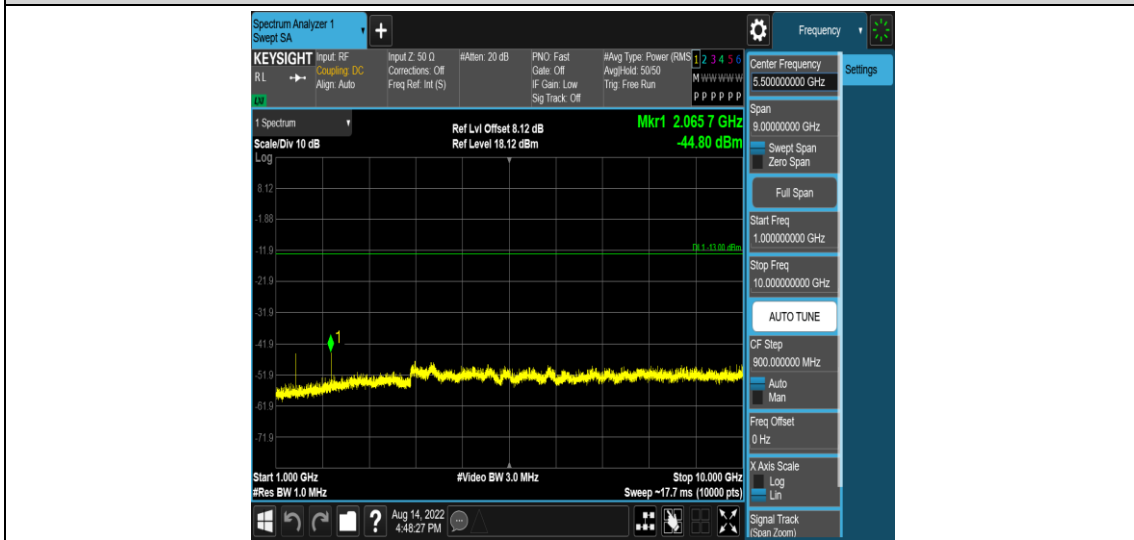 Spectrum Analyzer 1
Swept SA
Frequency
KEYSIGHT
RL
LXI
Input: RF
Coupling: DC
Align: Auto
Input Z: 50 Ω
Corrections: Off
Freq Ref: Int (S)
#Atten: 20 dB
PNO: Fast
Gate: Off
IF Gain: Low
Sig Track: Off
#Avg Type: Power (RMS
Avg|Hold: 50/50
Trig: Free Run
1 2 3 4 5 6
M W W W W W
P P P P P P
1 Spectrum
Scale/Div 10 dB
Log
Ref Lvl Offset 8.12 dB
Ref Level 18.12 dBm
Mkr1 2.065 7 GHz
-44.80 dBm
8.12
-1.88
-11.9
-21.9
-31.9
-41.9
-51.9
-61.9
-71.9
DL1 -13.00 dBm
1
Start 1.000 GHz
#Res BW 1.0 MHz
#Video BW 3.0 MHz
Stop 10.000 GHz
Sweep ~17.7 ms (10000 pts)
Center Frequency
5.50000000 GHz
Settings
Span
9.00000000 GHz
Swept Span
Zero Span
Full Span
Start Freq
1.000000000 GHz
Stop Freq
10.000000000 GHz
AUTO TUNE
CF Step
900.000000 MHz
Auto
Man
Freq Offset
0 Hz
X Axis Scale
Log
Lin
Signal Track
(Span Zoom)
?
Aug 14, 2022
4:48:27 PM